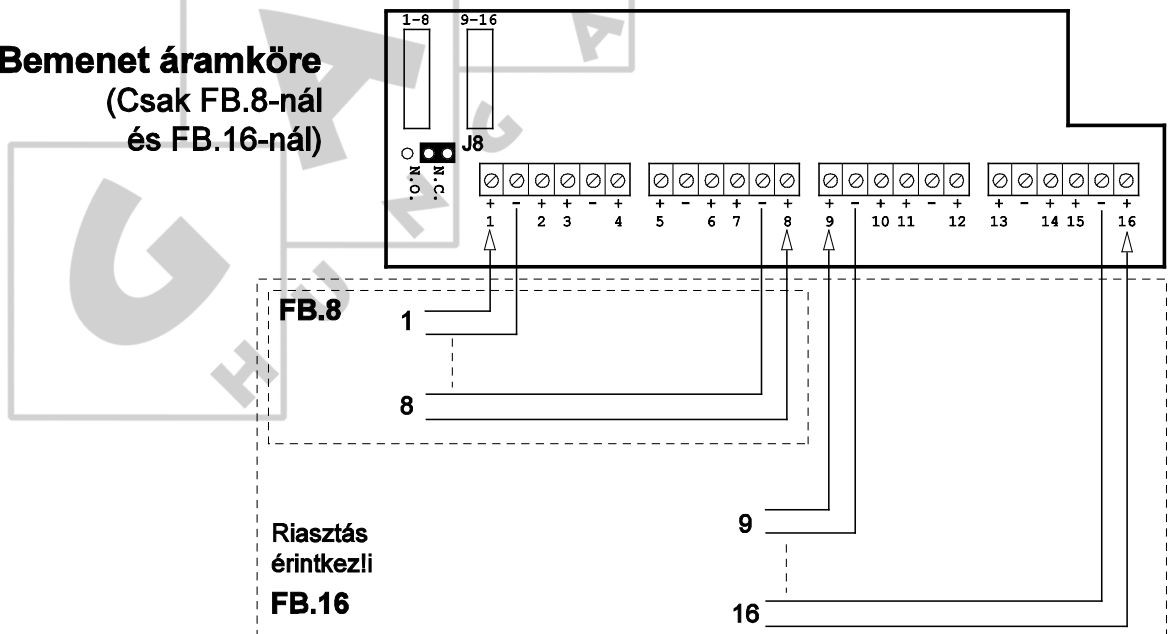 Bemenet áramköre
(Csak FB.8-nál
és FB.16-nál)
1-8 9-16
J8
N.O. N.C.
+ - + + - + + - + + - + + - + + - + + - + + - +
1 2 3 4 5 6 7 8 9 10 11 12 13 14 15 16
FB.8
1
8
Riasztás
érintkez!i
FB.16
9
16
G
A
A
H U N G